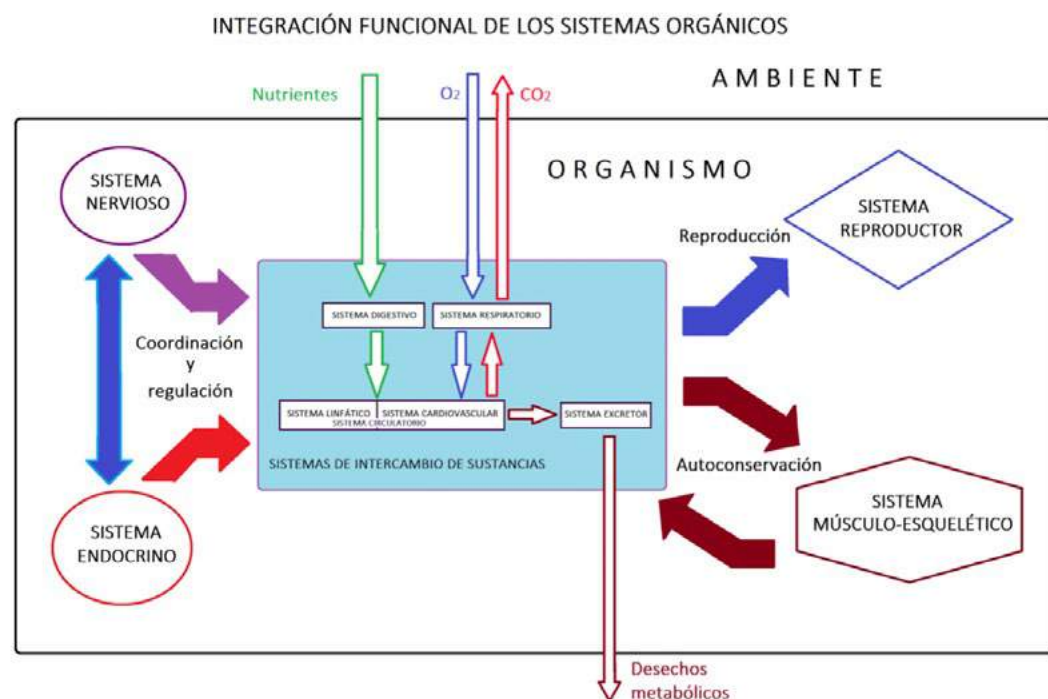 INTEGRACIÓN FUNCIONAL DE LOS SISTEMAS ORGÁNICOS
AMBIENTE
Nutrientes
O₂
CO₂
ORGANISMO
SISTEMA
NERVIOSO
SISTEMA
REPRODUCTOR
Reproducción
SISTEMA DIGESTIVO
SISTEMA RESPIRATORIO
Coordinación
y
regulación
SISTEMA LINFÁTICO
SISTEMA CARDIOVASCULAR
SISTEMA CIRCULATORIO
SISTEMA EXCRETOR
SISTEMAS DE INTERCAMBIO DE SUSTANCIAS
Autoconservación
SISTEMA
MÚSCULO-ESQUELÉTICO
SISTEMA
ENDOCRINO
Desechos
metabólicos